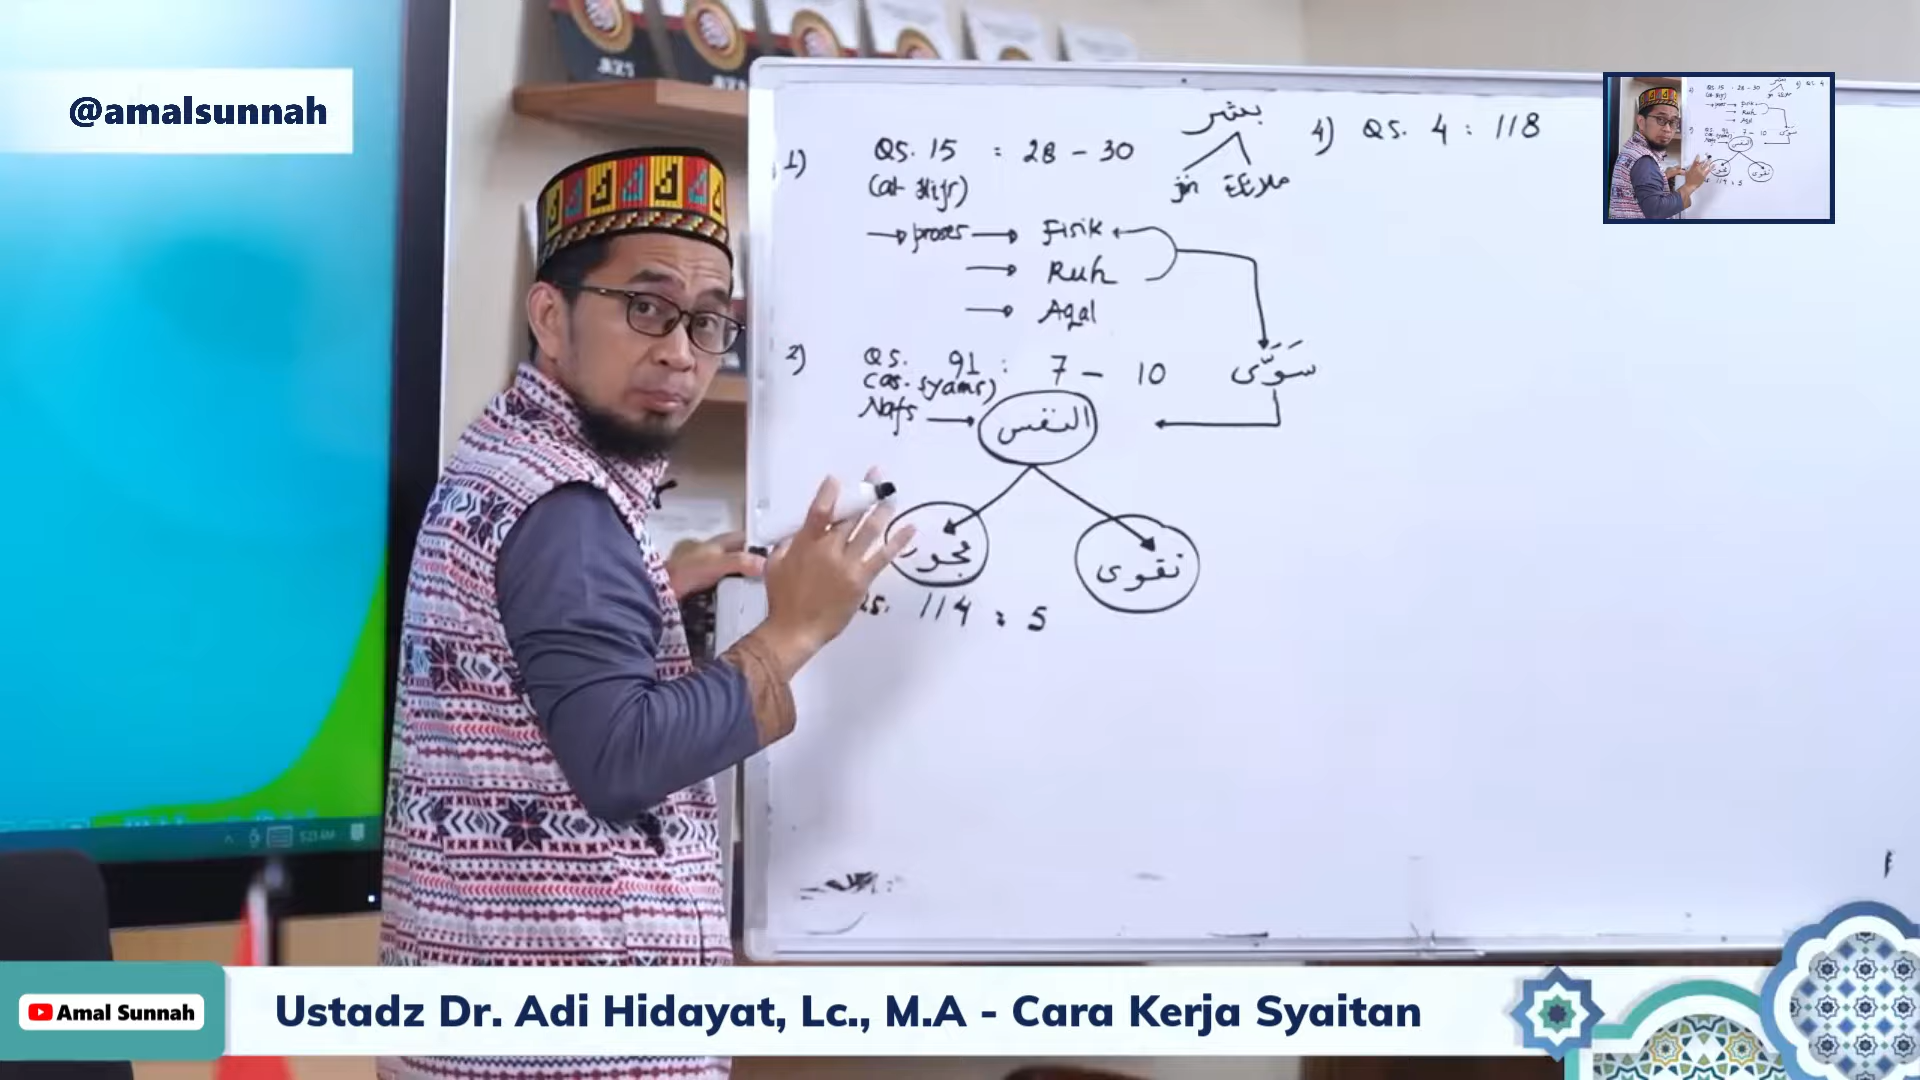 @amalsunnah
1) QS. 15 : 28 - 30
(al-Hijr)
بشر
jin ملائكة
4) QS. 4 : 118
→ proses → Fisik
→ Ruh
→ Aqal
سَوَّى
2) QS. 91 : 7 - 10
(as-syams)
Nafs → النفس
فجور
تقوى
QS. 114 : 5
Amal Sunnah
Ustadz Dr. Adi Hidayat, Lc., M.A - Cara Kerja Syaitan